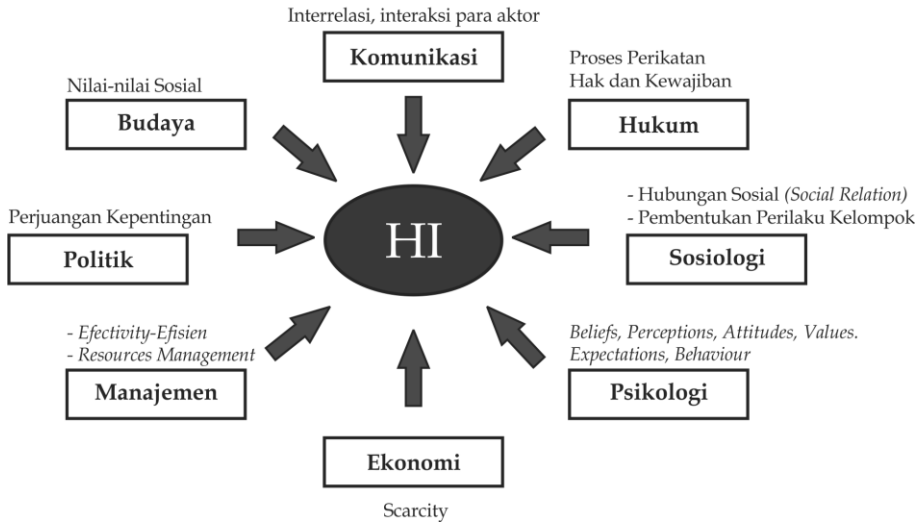 Interrelasi, interaksi para aktor
Komunikasi
Proses Perikatan
Hak dan Kewajiban
Hukum
Nilai-nilai Sosial
Budaya
- Hubungan Sosial (Social Relation)
- Pembentukan Perilaku Kelompok
Sosiologi
Perjuangan Kepentingan
Politik
HI
- Efectivity-Efisien
- Resources Management
Manajemen
Beliefs, Perceptions, Attitudes, Values.
Expectations, Behaviour
Psikologi
Ekonomi
Scarcity